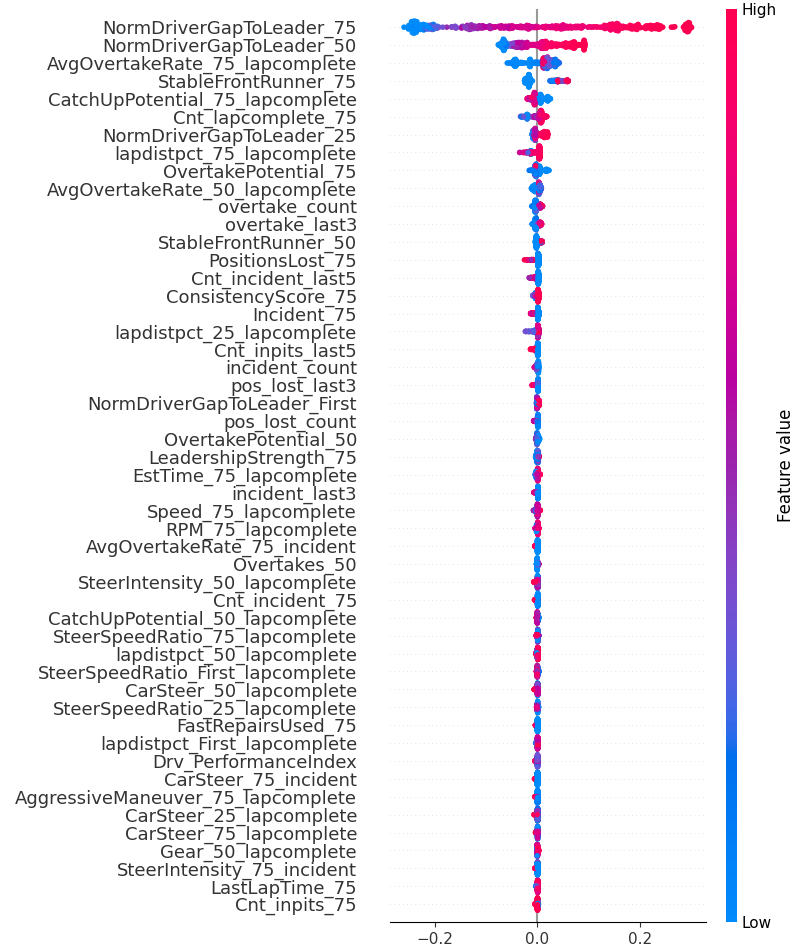 High
NormDriverGapToLeader_75
NormDriverGapToLeader_50
AvgOvertakeRate_75_lapcomplete
StableFrontRunner_75
CatchUpPotential_75_lapcomplete
Cnt_lapcomplete_75
NormDriverGapToLeader_25
lapdistpct_75_lapcomplete
OvertakePotential_75
AvgOvertakeRate_50_lapcomplete
overtake_count
overtake_last3
StableFrontRunner_50
PositionsLost_75
Cnt_incident_last5
ConsistencyScore_75
Incident_75
lapdistpct_25_lapcomplete
Cnt_inpits_last5
incident_count
pos_lost_last3
NormDriverGapToLeader_First
pos_lost_count
OvertakePotential_50
LeadershipStrength_75
EstTime_75_lapcomplete
incident_last3
Speed_75_lapcomplete
RPM_75_lapcomplete
AvgOvertakeRate_75_incident
Overtakes_50
SteerIntensity_50_lapcomplete
Cnt_incident_75
CatchUpPotential_50_lapcomplete
SteerSpeedRatio_75_lapcomplete
lapdistpct_50_lapcomplete
SteerSpeedRatio_First_lapcomplete
CarSteer_50_lapcomplete
SteerSpeedRatio_25_lapcomplete
FastRepairsUsed_75
lapdistpct_First_lapcomplete
Drv_PerformanceIndex
CarSteer_75_incident
AggressiveManeuver_75_lapcomplete
CarSteer_25_lapcomplete
CarSteer_75_lapcomplete
Gear_50_lapcomplete
SteerIntensity_75_incident
LastLapTime_75
Cnt_inpits_75
Low
Feature value
−0.2 0.0 0.2